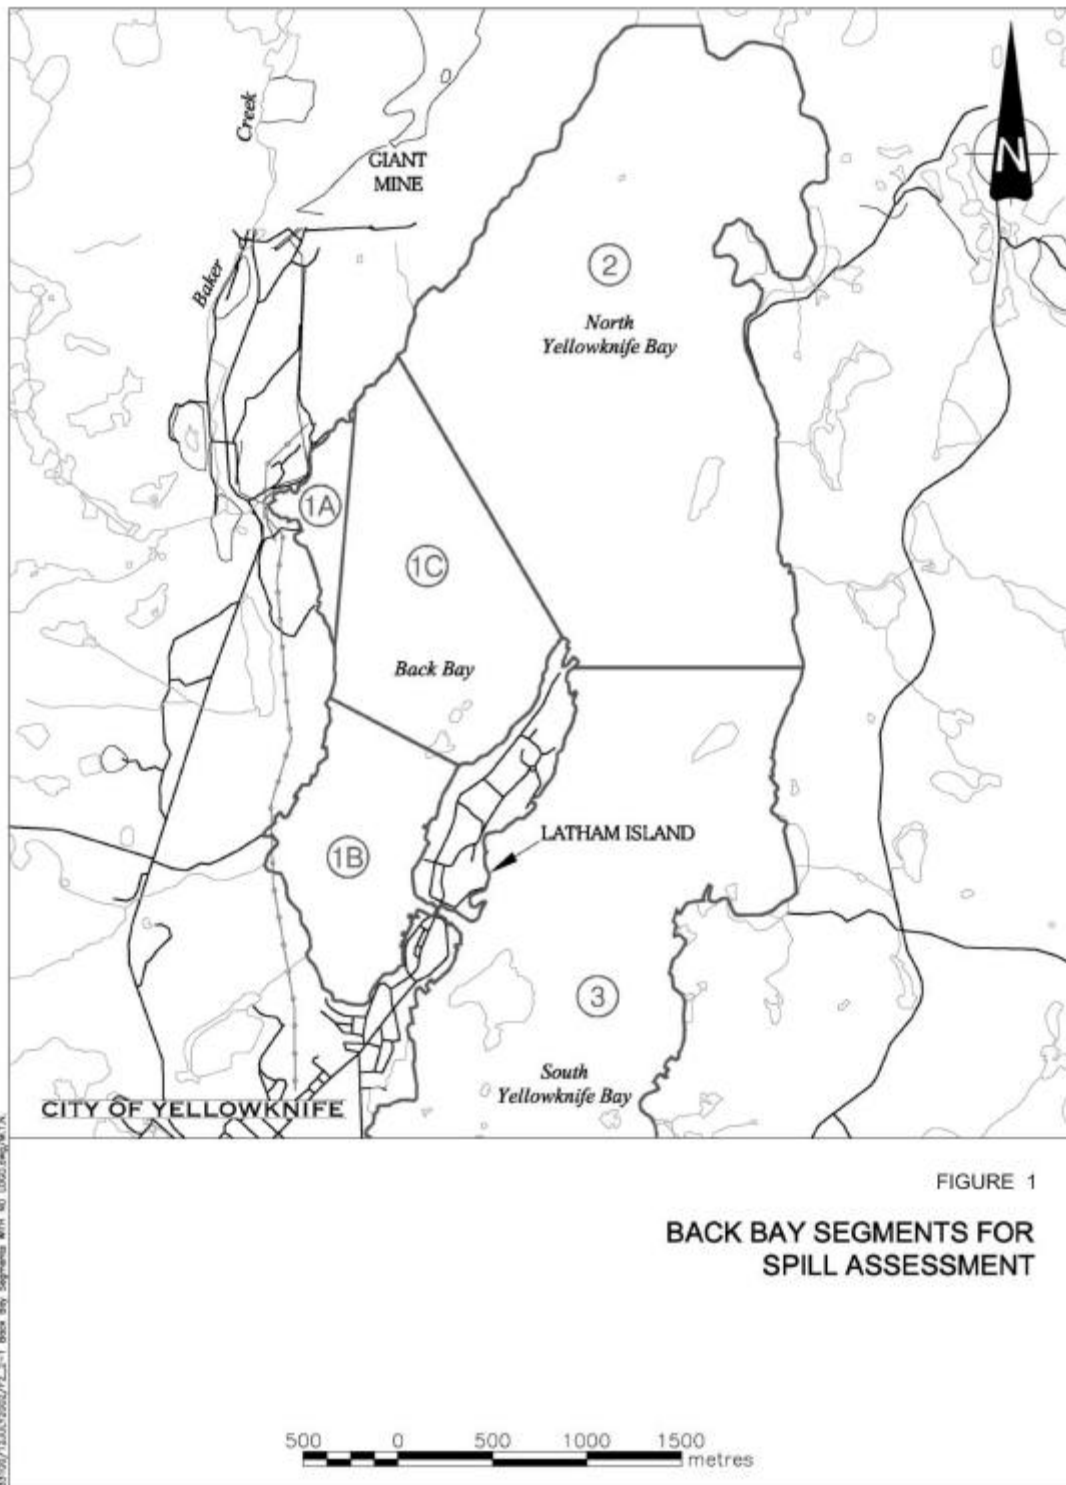 Creek
GIANT
MINE
N
Baker
2
North
Yellowknife Bay
1A
1C
Back Bay
1B
LATHAM ISLAND
3
South
Yellowknife Bay
CITY OF YELLOWKNIFE
FIGURE 1
BACK BAY SEGMENTS FOR
SPILL ASSESSMENT
500 0 500 1000 1500
metres